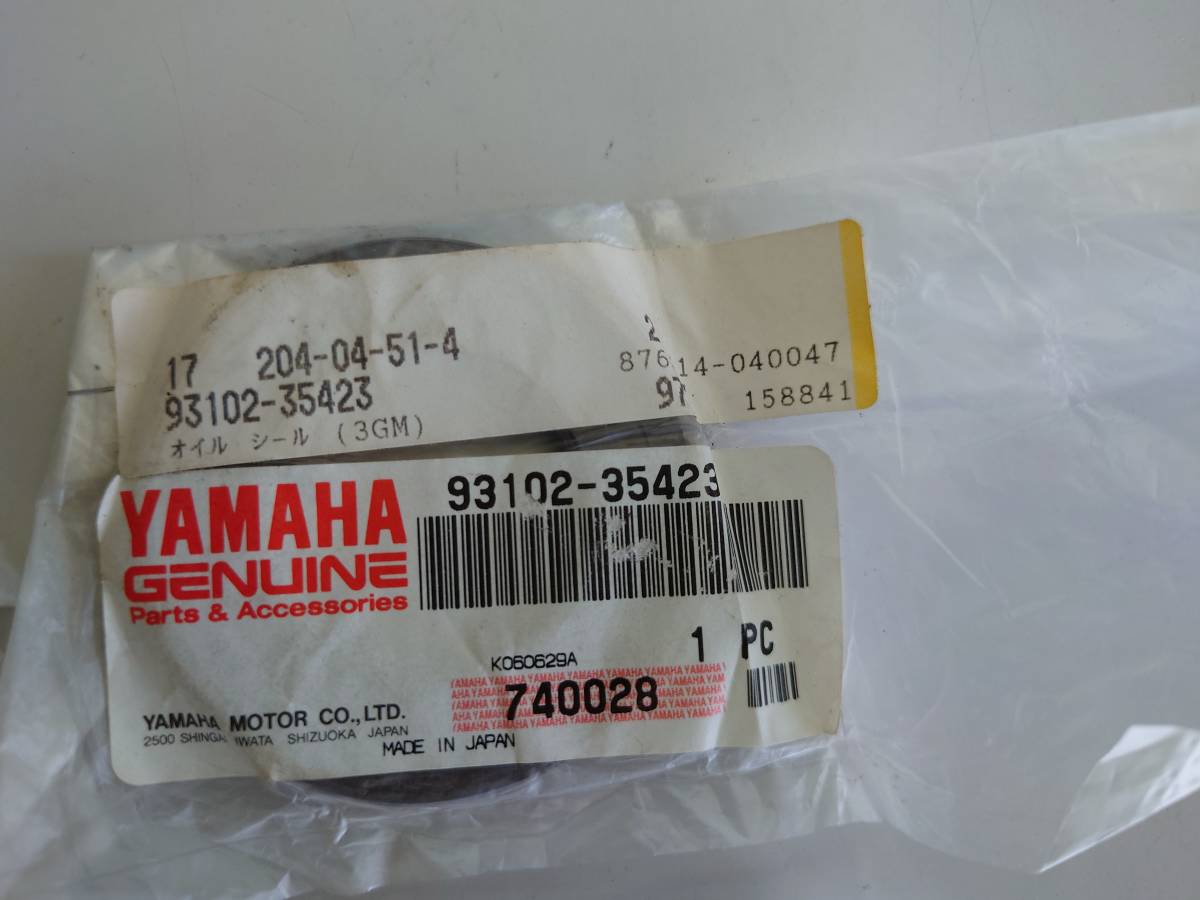 17 204-04-51-4 2
93102-35423 876 14-040047
オイル シール (3GM) 97 158841
YAMAHA
GENUINE
Parts & Accessories
93102-35423
1 PC
K060629A
740028
YAMAHA MOTOR CO., LTD.
2500 IWATA SHIZUOKA JAPAN
MADE IN JAPAN